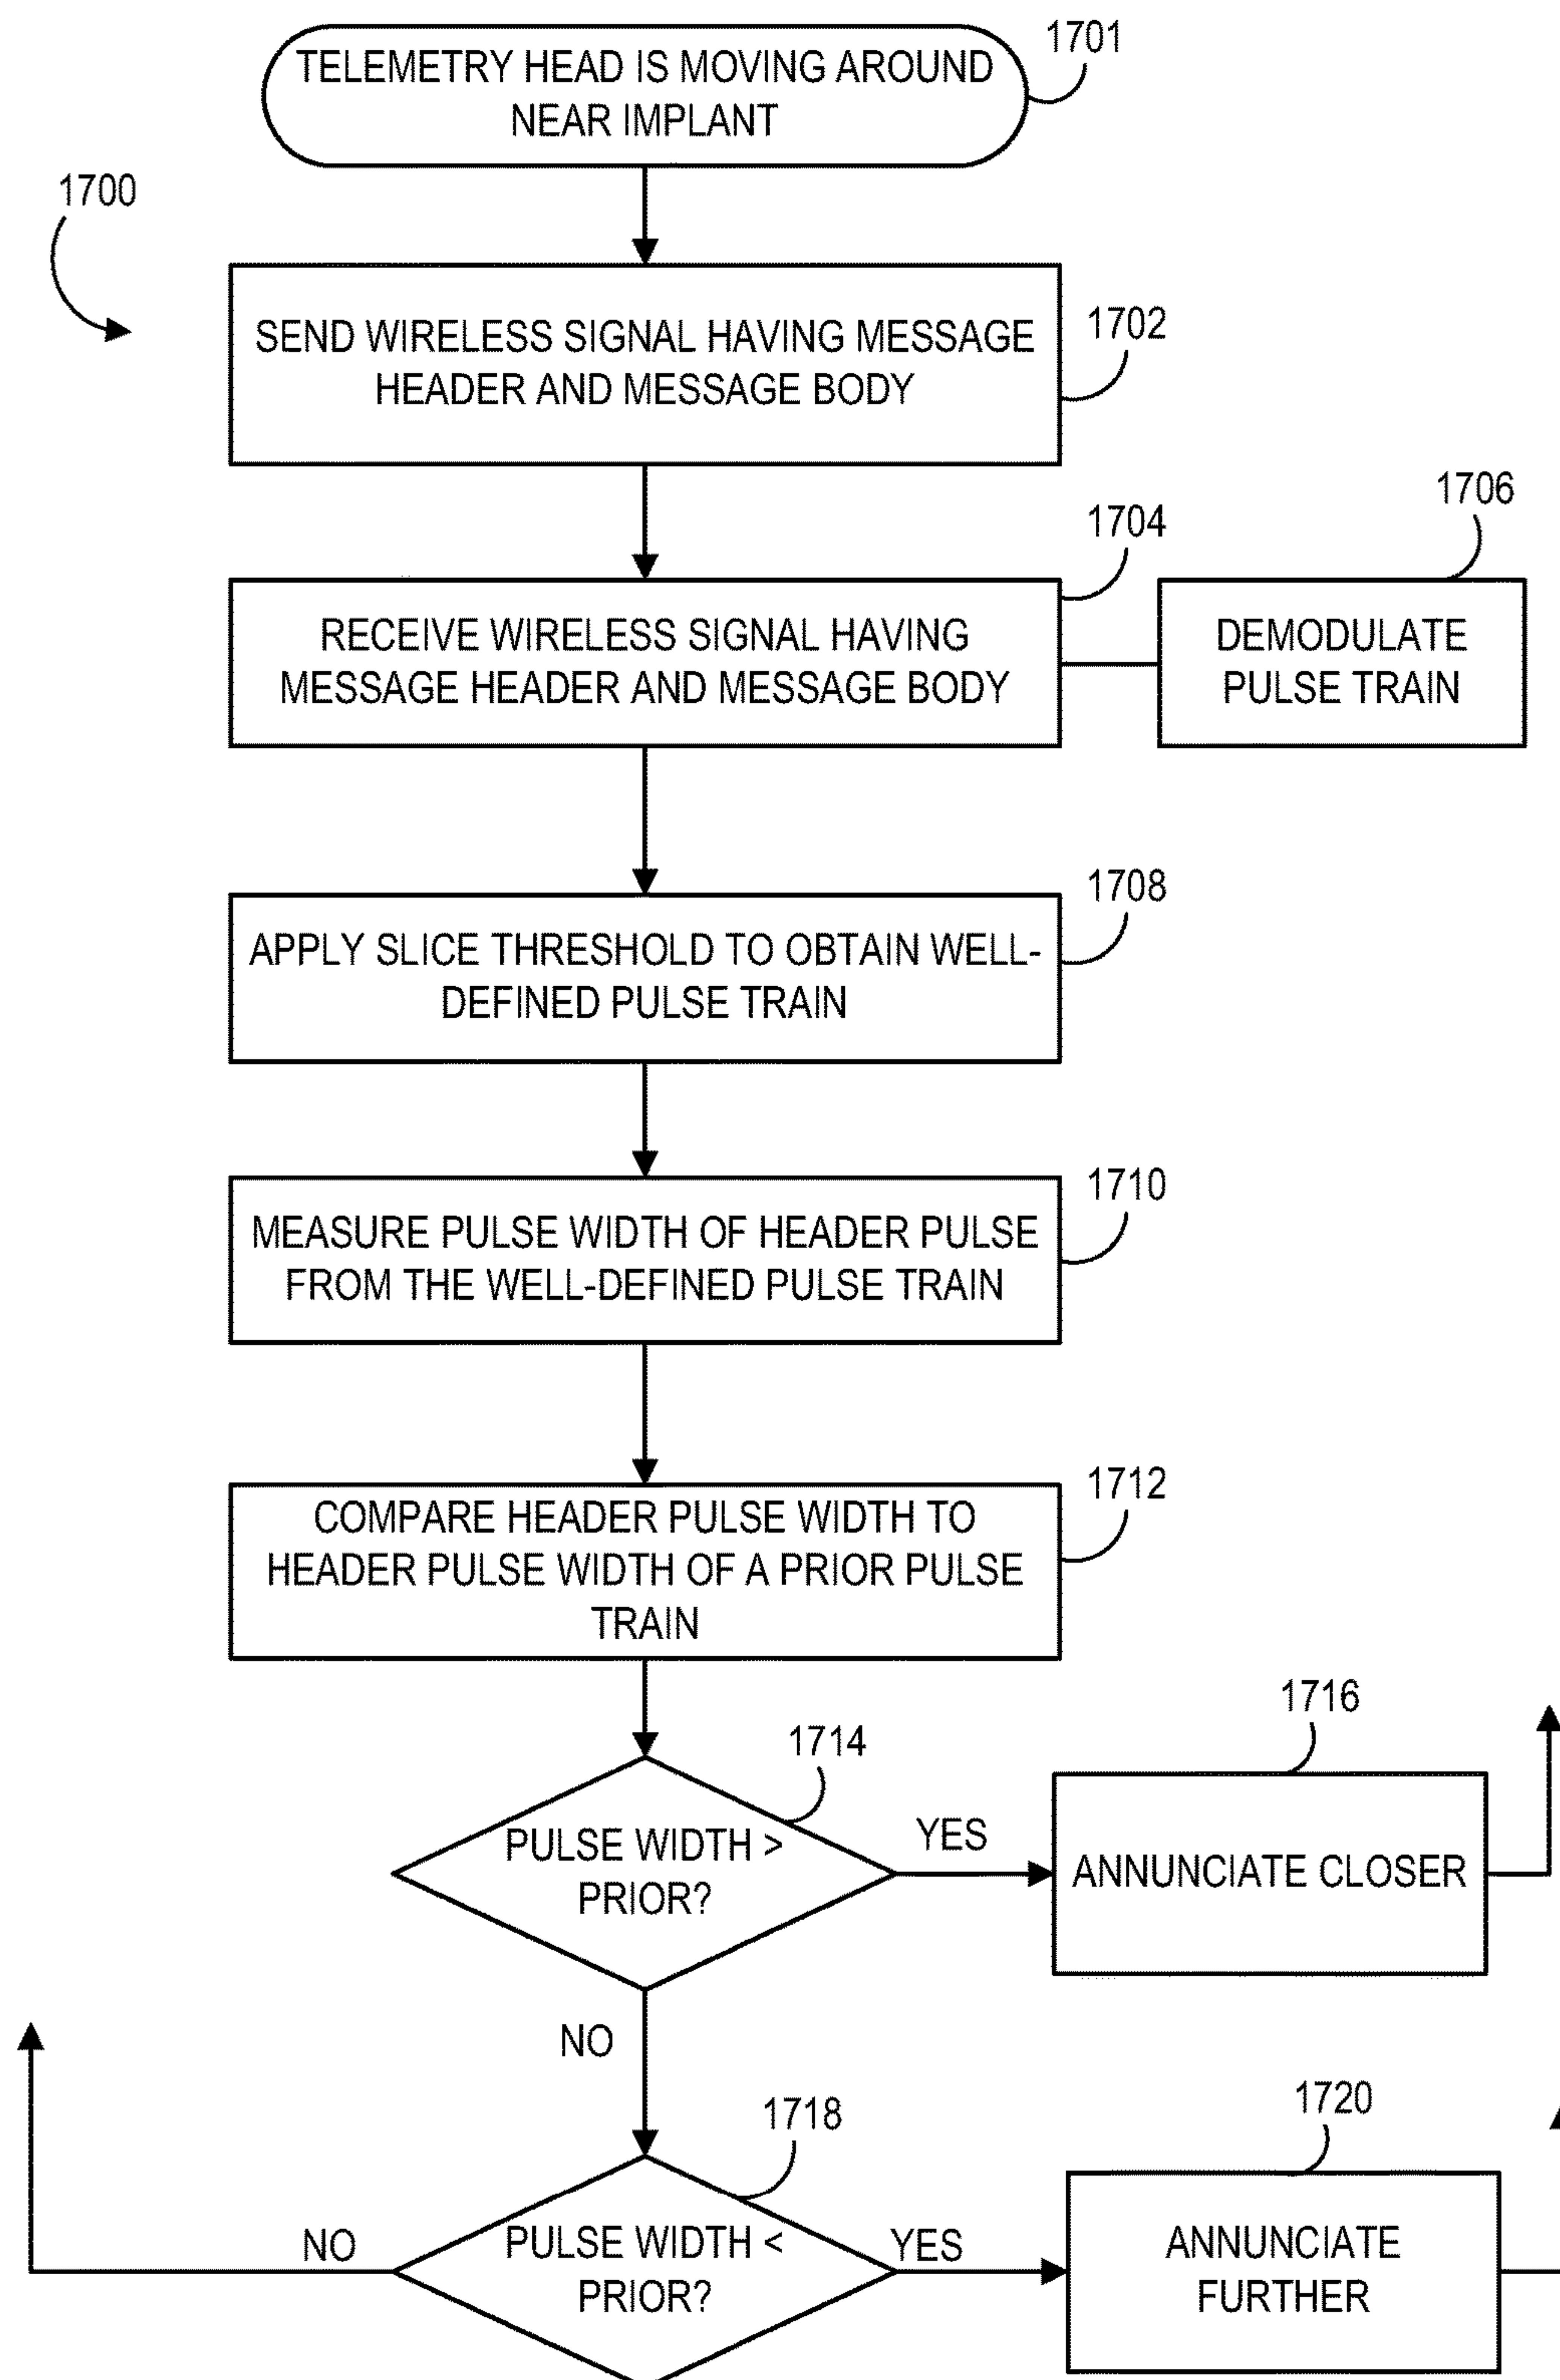 TELEMETRY HEAD IS MOVING AROUND
NEAR IMPLANT
1701
1700
SEND WIRELESS SIGNAL HAVING MESSAGE
HEADER AND MESSAGE BODY
1702
1704
1706
RECEIVE WIRELESS SIGNAL HAVING
MESSAGE HEADER AND MESSAGE BODY
DEMODULATE
PULSE TRAIN
1708
APPLY SLICE THRESHOLD TO OBTAIN WELL-
DEFINED PULSE TRAIN
1710
MEASURE PULSE WIDTH OF HEADER PULSE
FROM THE WELL-DEFINED PULSE TRAIN
1712
COMPARE HEADER PULSE WIDTH TO
HEADER PULSE WIDTH OF A PRIOR PULSE
TRAIN
1714
1716
PULSE WIDTH >
PRIOR?
YES
ANNUNCIATE CLOSER
NO
1718
1720
NO
PULSE WIDTH <
PRIOR?
YES
ANNUNCIATE
FURTHER